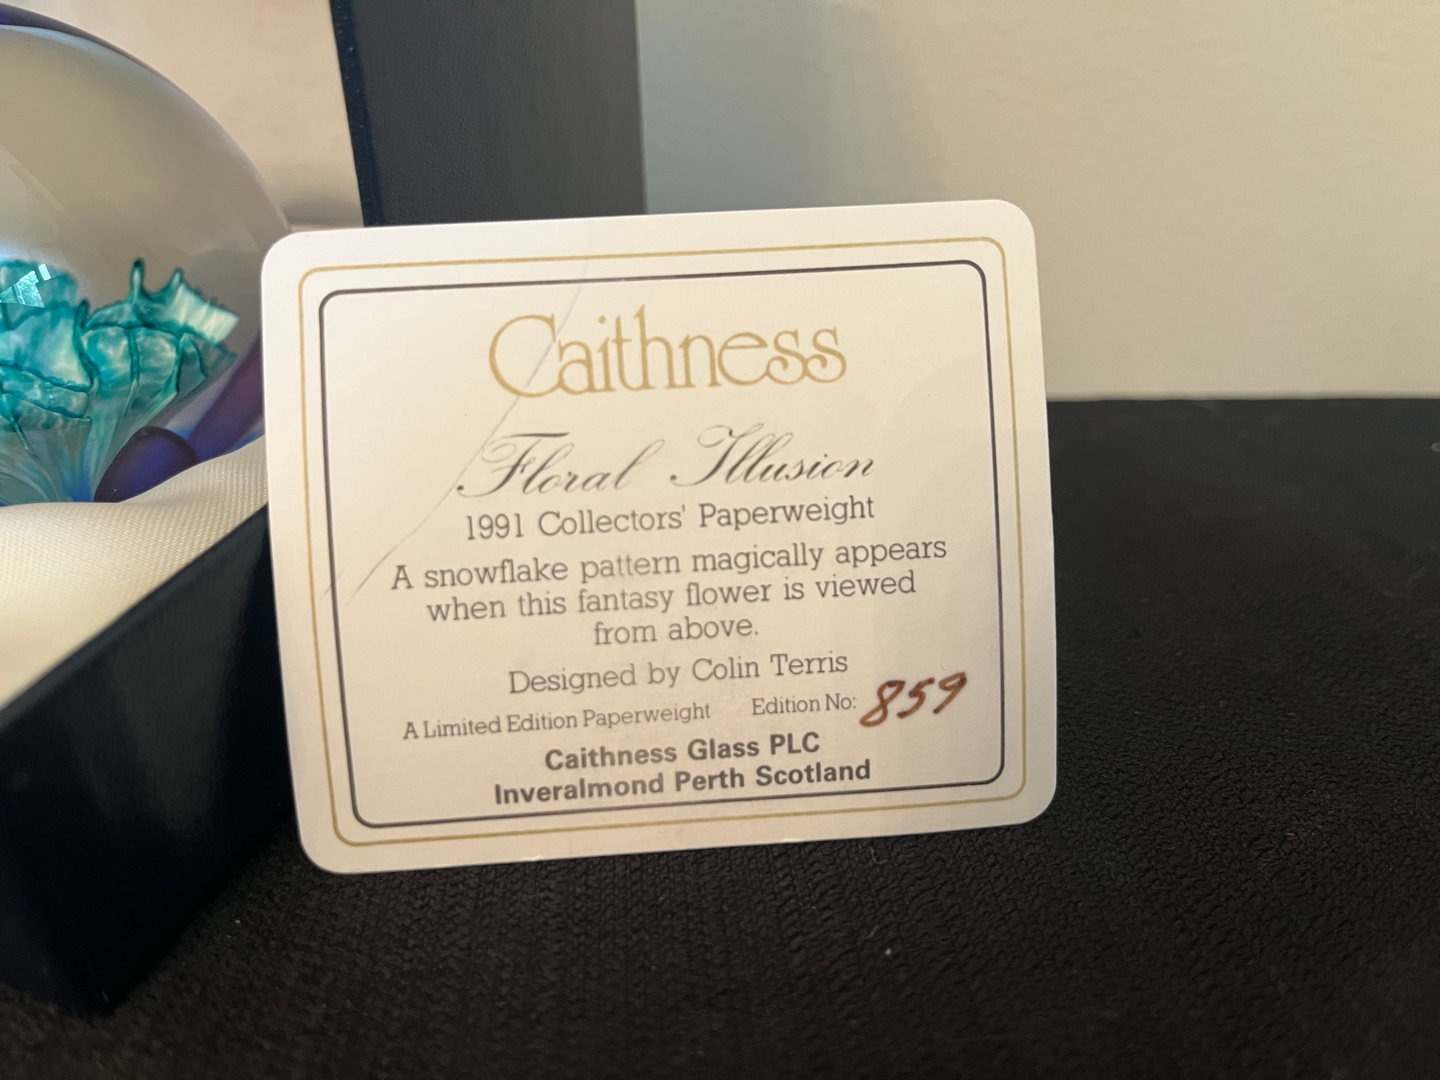 Caithness
Floral Illusion
1991 Collectors' Paperweight
A snowflake pattern magically appears
when this fantasy flower is viewed
from above.
Designed by Colin Terris
A Limited Edition Paperweight Edition No: 859
Caithness Glass PLC
Inveralmond Perth Scotland